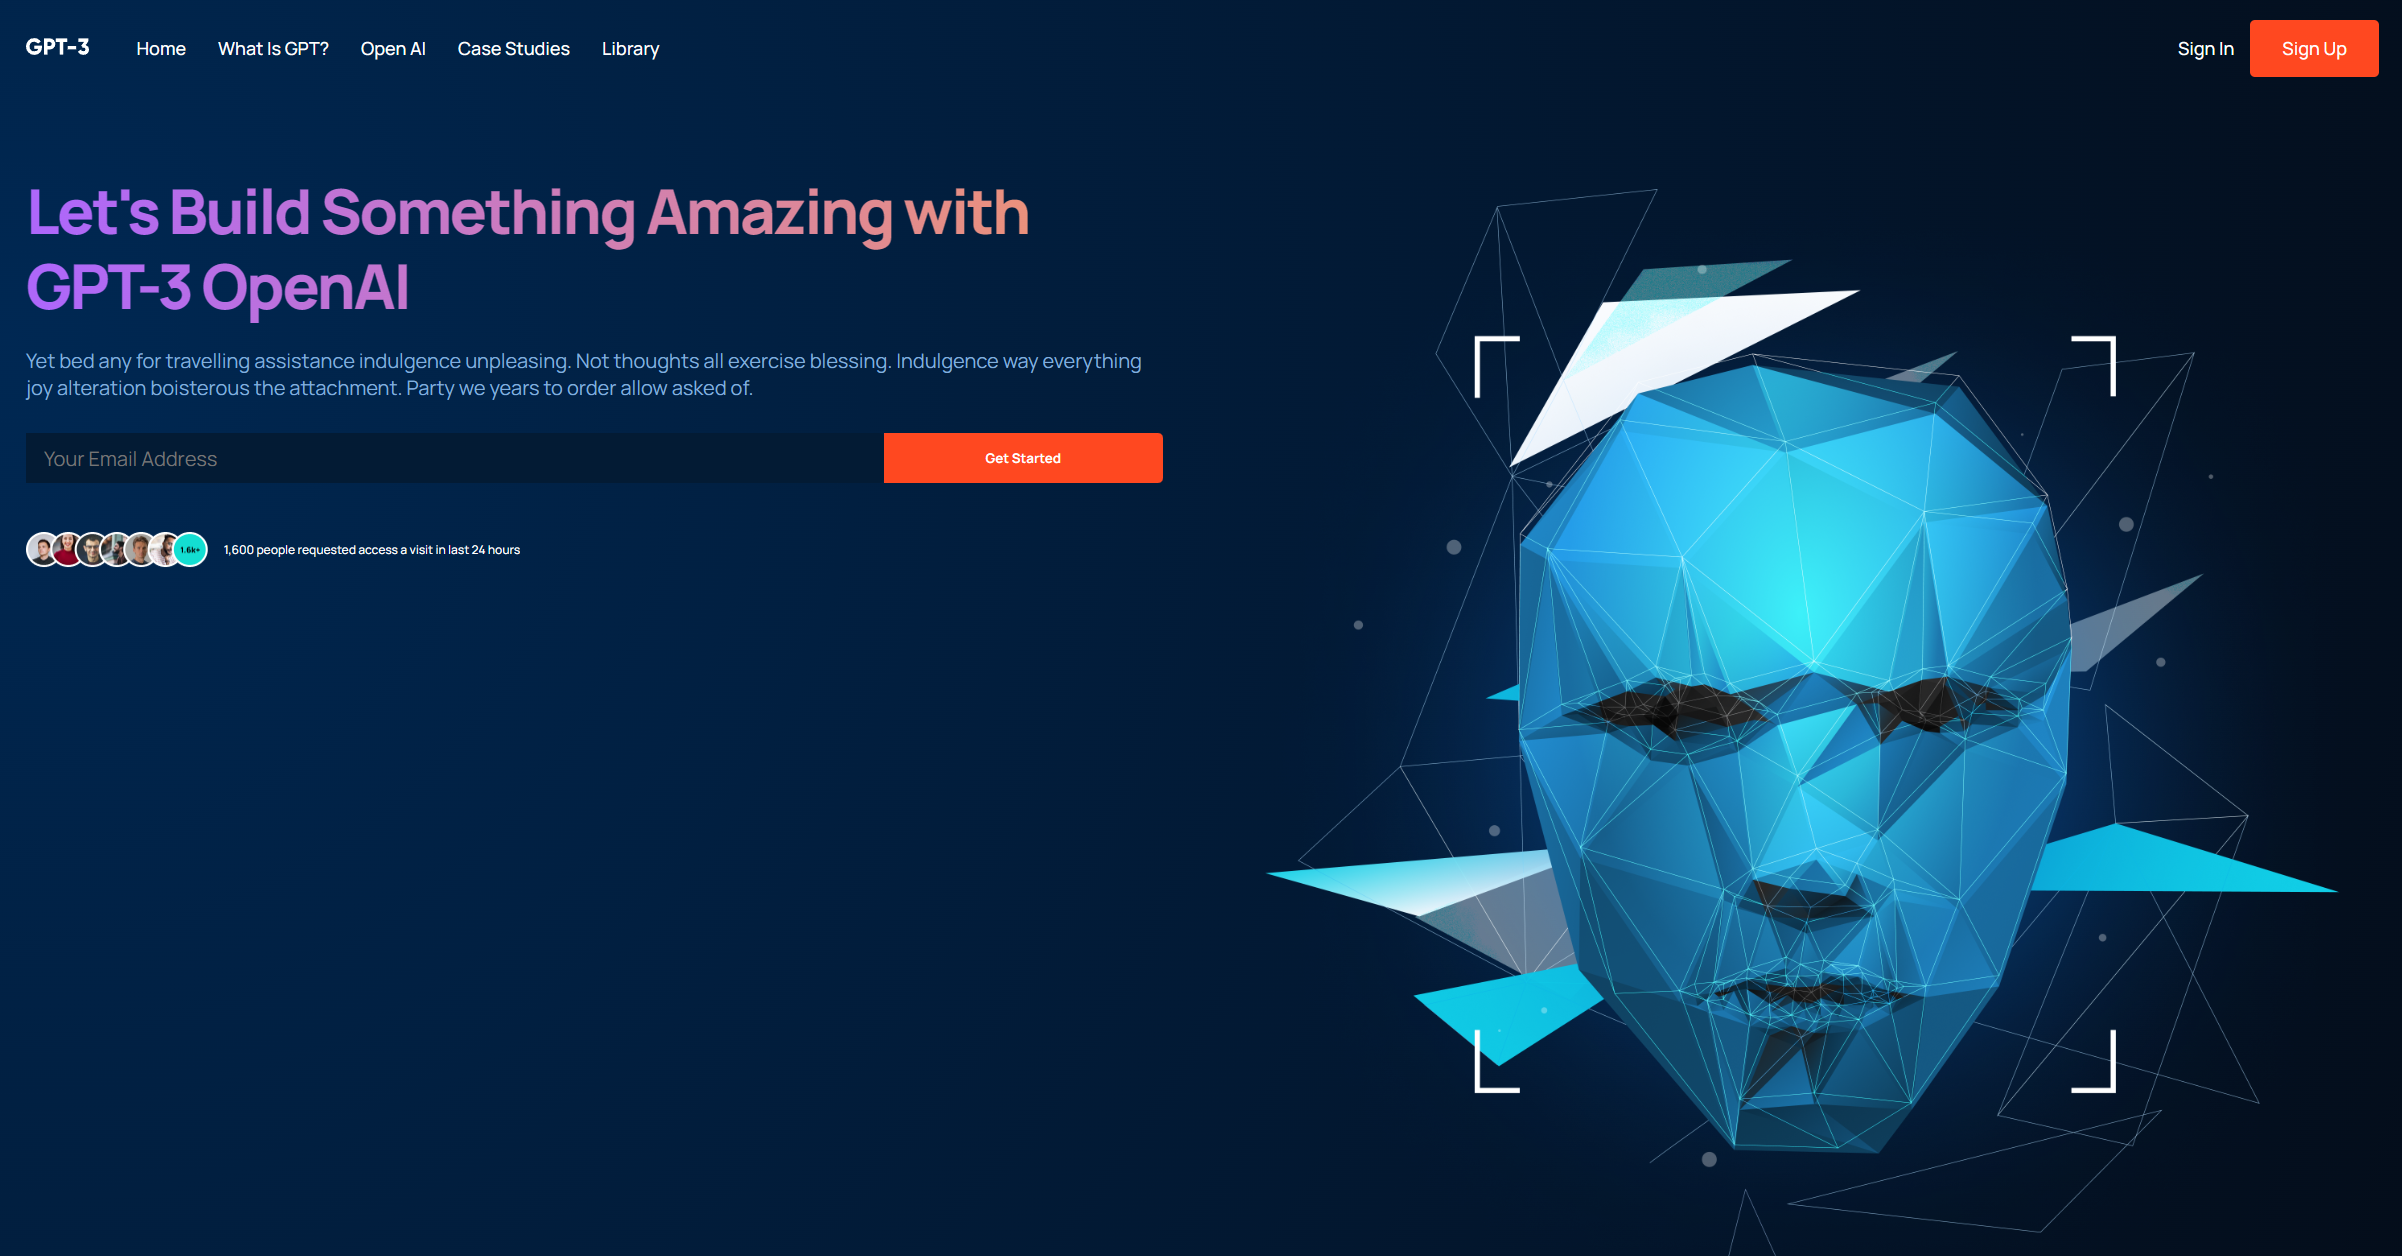 GPT-3
Home
What Is GPT?
Open AI
Case Studies
Library
Sign In
Sign Up
Let's Build Something Amazing with
GPT-3 OpenAI
Yet bed any for travelling assistance indulgence unpleasing. Not thoughts all exercise blessing. Indulgence way everything
joy alteration boisterous the attachment. Party we years to order allow asked of.
Your Email Address
Get Started
1.6k+
1,600 people requested access a visit in last 24 hours